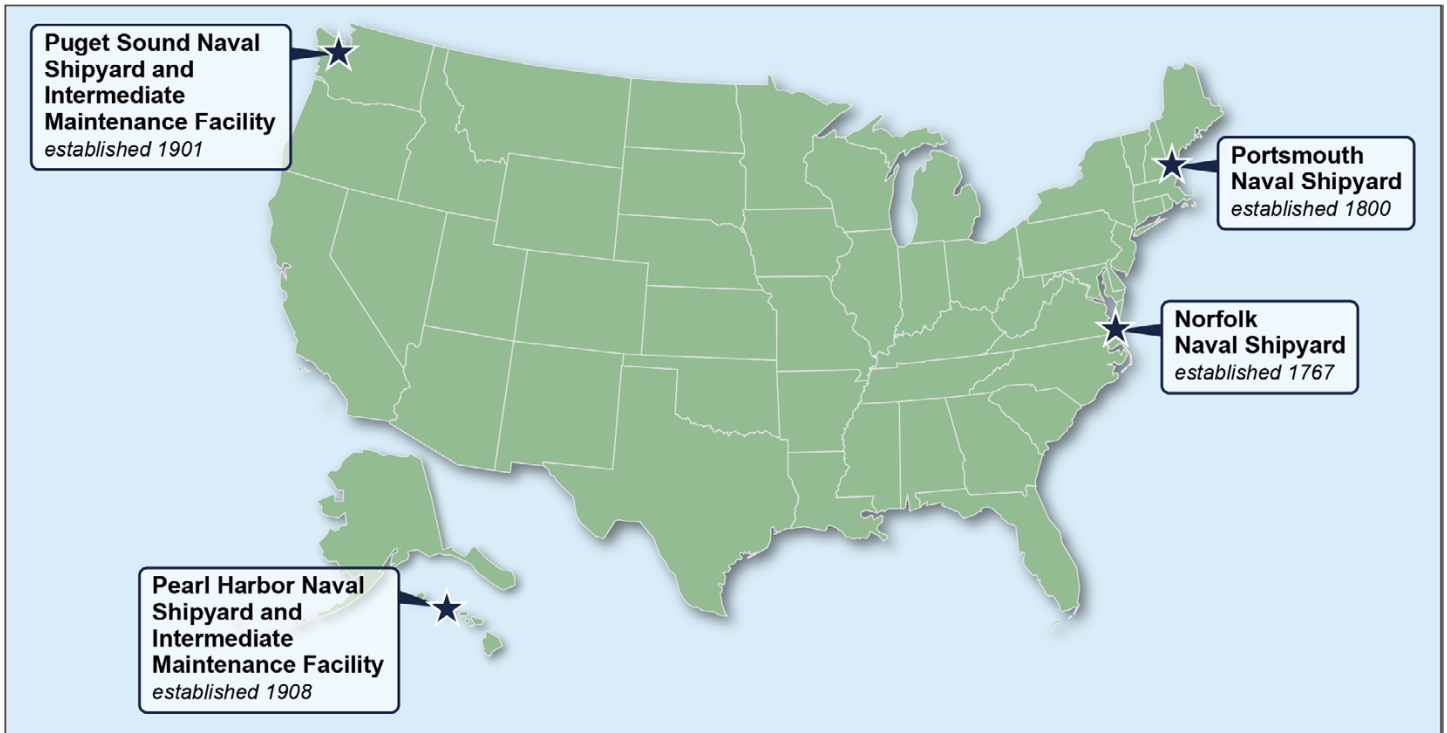 Puget Sound Naval
Shipyard and
Intermediate
Maintenance Facility
established 1901
Portsmouth
Naval Shipyard
established 1800
Norfolk
Naval Shipyard
established 1767
Pearl Harbor Naval
Shipyard and
Intermediate
Maintenance Facility
established 1908